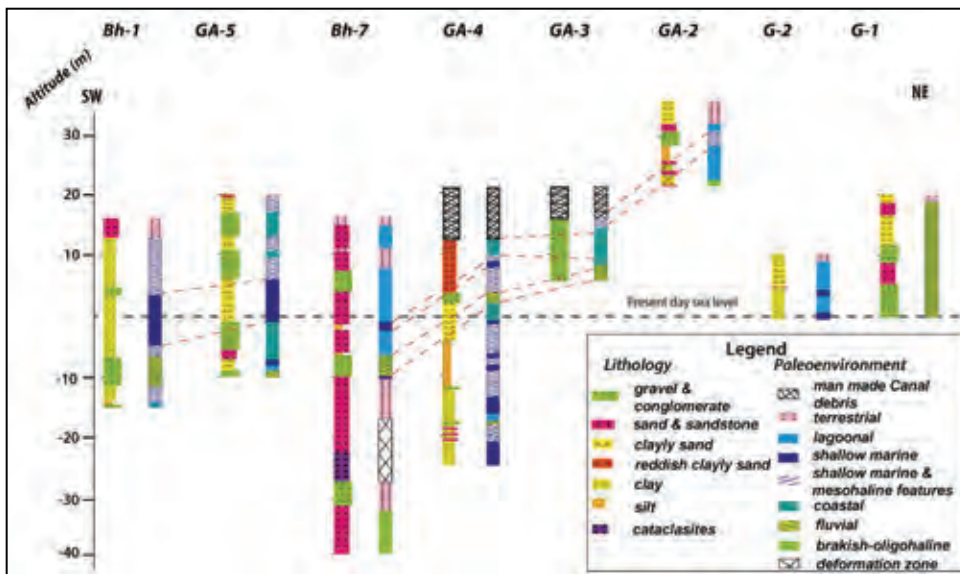 Bh-1 GA-5 Bh-7 GA-4 GA-3 GA-2 G-2 G-1
Altitude (m)
SW NE
30
20
10
Present day sea level
-10
-20
-30
-40
Legend
Lithology
gravel &
conglomerate
sand & sandstone
clayly sand
reddish clayly sand
clay
silt
cataclasites
Paleoenvironment
man made Canal
debris
terrestrial
lagoonal
shallow marine
shallow marine &
mesohaline features
coastal
fluvial
brakish-oligohaline
deformation zone